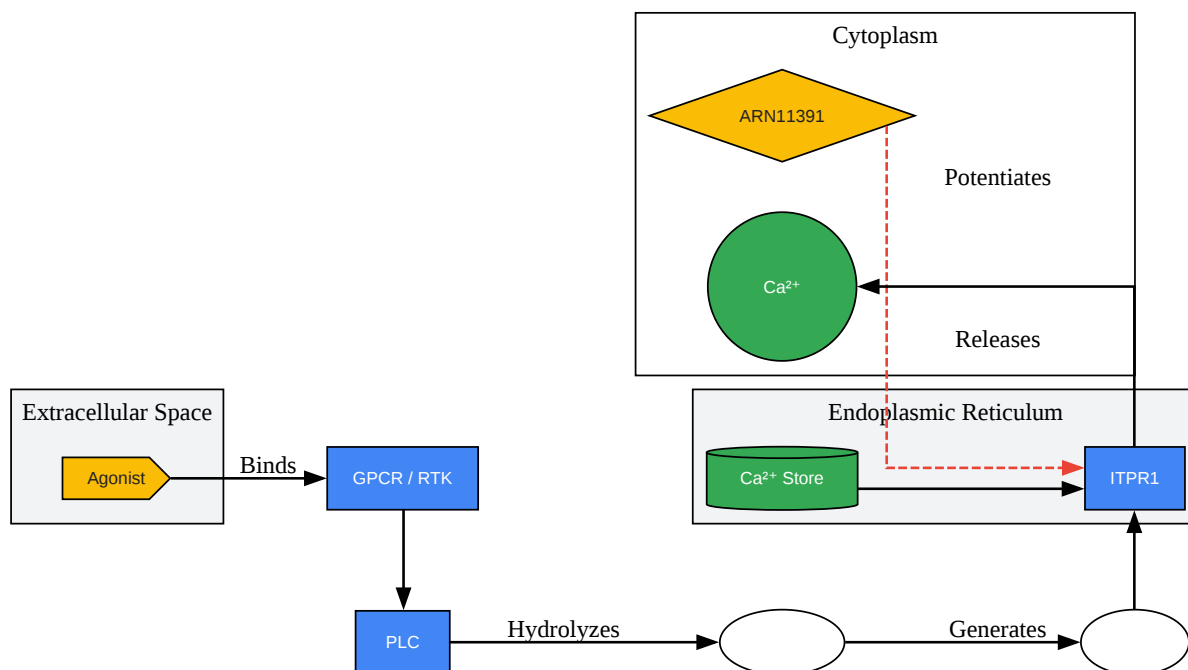 Cytoplasm
ARN11391
Potentiates
Ca²⁺
Releases
Extracellular Space
Endoplasmic Reticulum
Agonist
Binds
GPCR / RTK
Ca²⁺ Store
ITPR1
PLC
Hydrolyzes
Generates